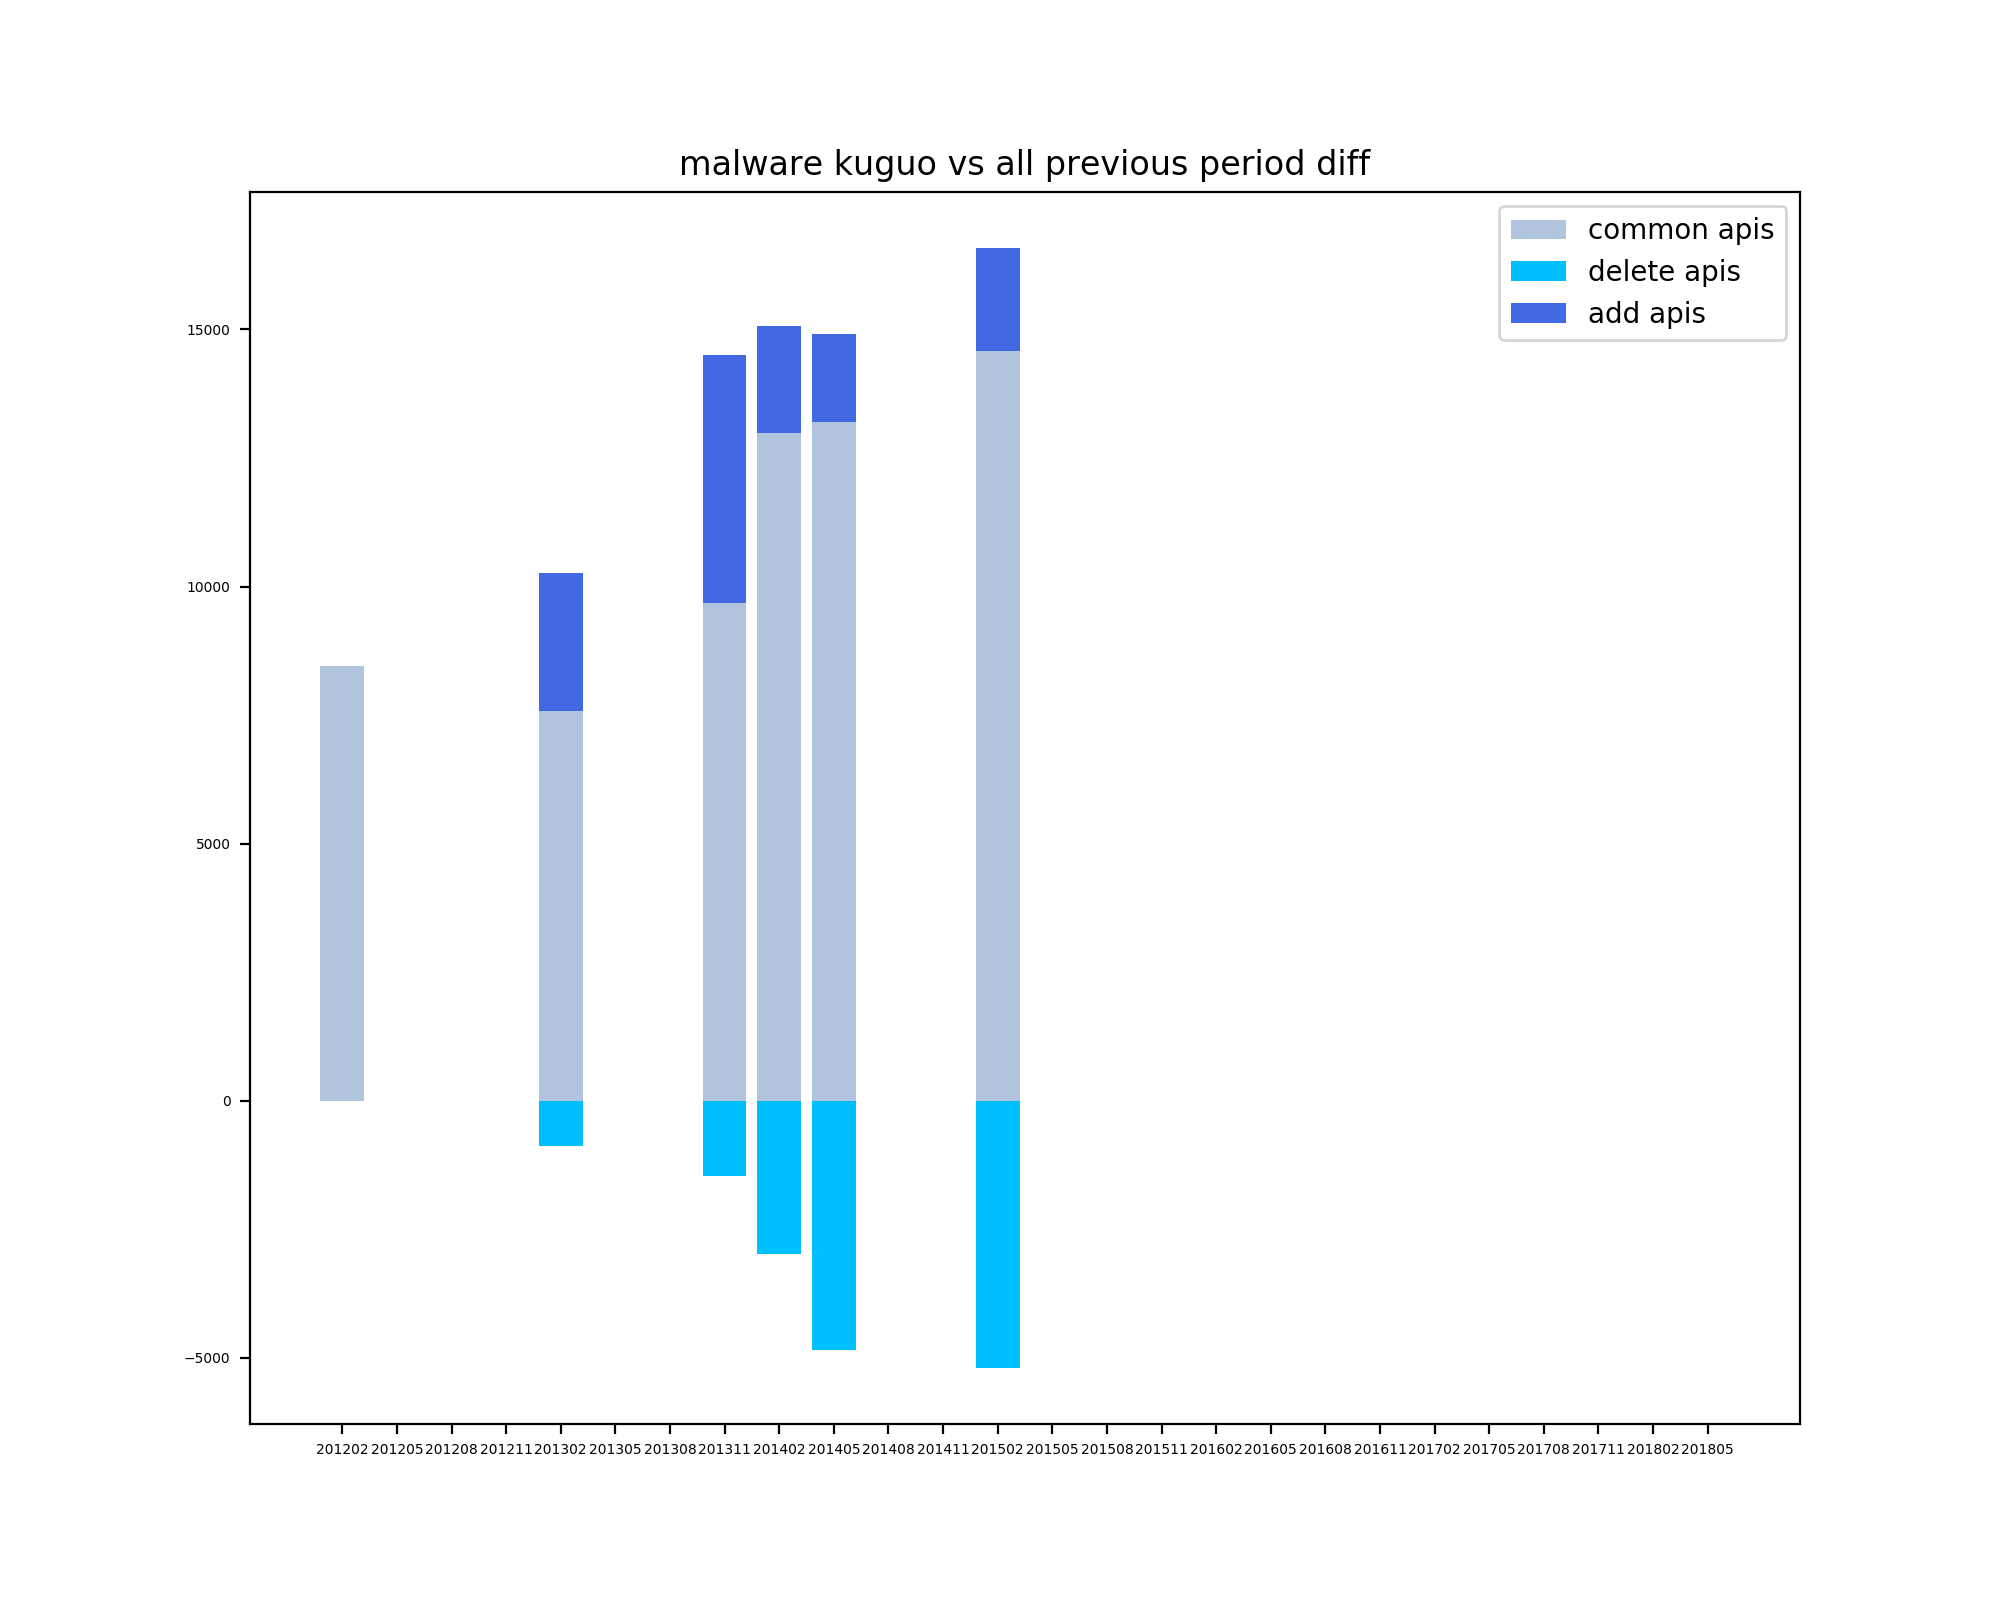 malware kuguo vs all previous period diff
common apis
delete apis
add apis
15000
10000
5000
0
−5000
201202 201205 201208 201211 201302 201305 201308 201311 201402 201405 201408 201411 201502 201505 201508 201511 201602 201605 201608 201611 201702 201705 201708 201711 201802 201805